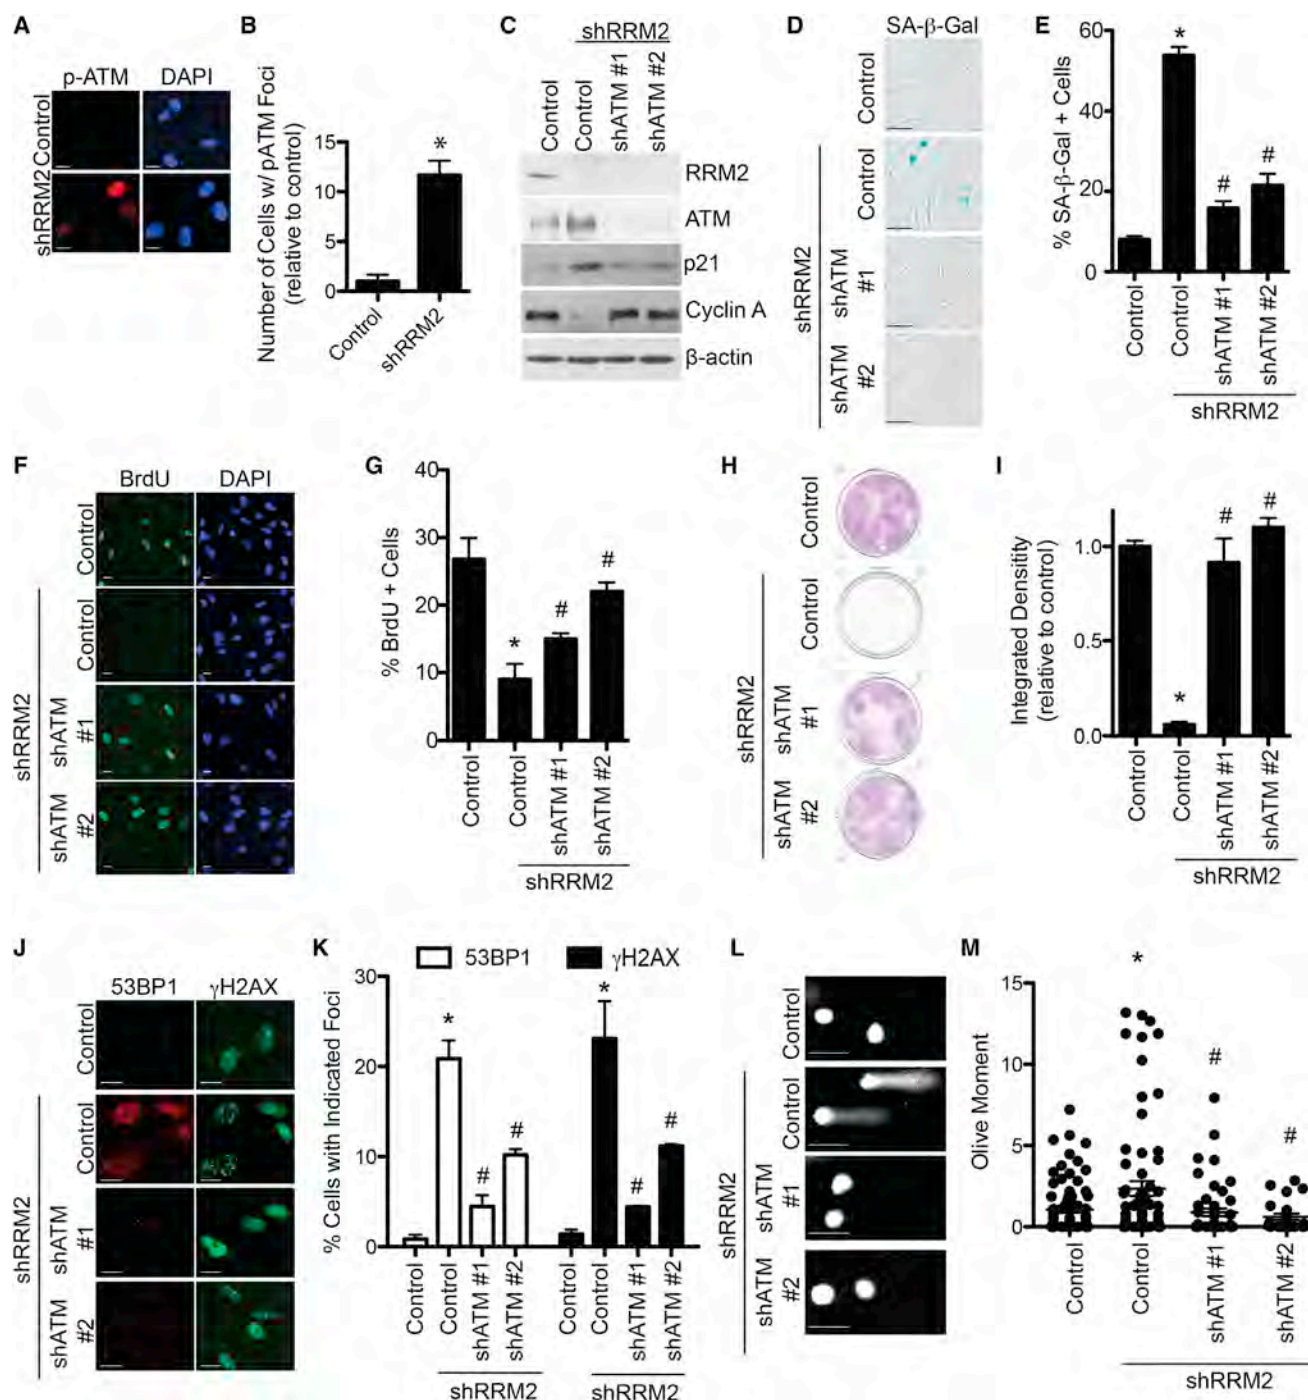 A
p-ATM DAPI
Control
shRRM2
B
Number of Cells w/ pATM Foci
(relative to control)
15
10
5
0
*
Control
shRRM2
C
shRRM2
Control
Control
shATM #1
shATM #2
RRM2
ATM
p21
Cyclin A
β-actin
D
SA-β-Gal
Control
Control
shATM
#1
shATM
#2
shRRM2
E
% SA-β-Gal + Cells
60
40
20
0
*
#
#
Control
Control
shATM #1
shATM #2
shRRM2
F
BrdU DAPI
Control
Control
shATM
#1
shATM
#2
shRRM2
G
% BrdU + Cells
40
30
20
10
0
*
#
#
Control
Control
shATM #1
shATM #2
shRRM2
H
Control
Control
shATM
#1
shATM
#2
shRRM2
I
Integrated Densitity
(relative to control)
1.0
0.5
0.0
*
#
#
Control
Control
shATM #1
shATM #2
shRRM2
J
53BP1 γH2AX
Control
Control
shATM
#1
shATM
#2
shRRM2
K
53BP1 γH2AX
% Cells with Indicated Foci
30
20
10
0
*
#
#
*
#
#
Control
Control
shATM #1
shATM #2
Control
Control
shATM #1
shATM #2
shRRM2 shRRM2
L
Control
Control
shATM
#1
shATM
#2
shRRM2
M
Olive Moment
15
10
5
0
*
#
#
Control
Control
shATM #1
shATM #2
shRRM2